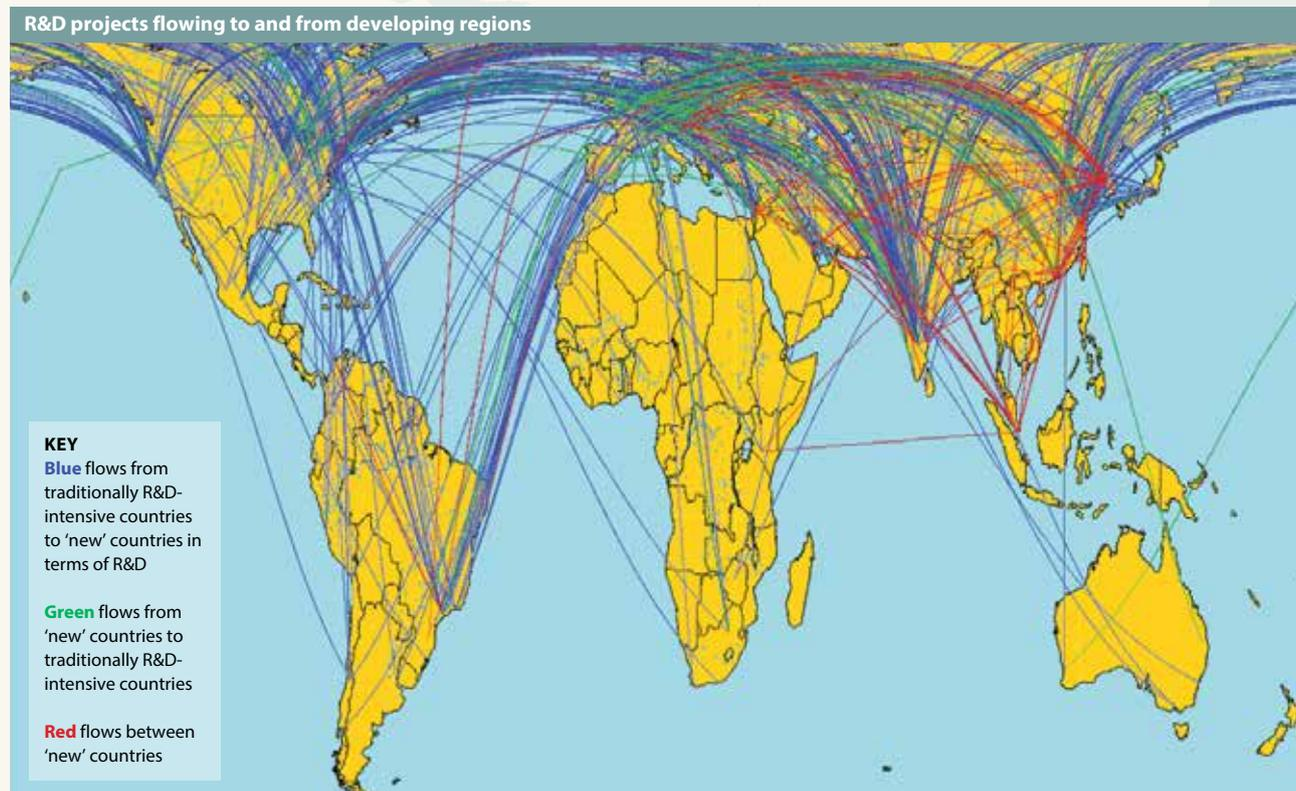 R&D projects flowing to and from developing regions
KEY
Blue flows from
traditionally R&D-
intensive countries
to ‘new’ countries in
terms of R&D
Green flows from
‘new’ countries to
traditionally R&D-
intensive countries
Red flows between
‘new’ countries